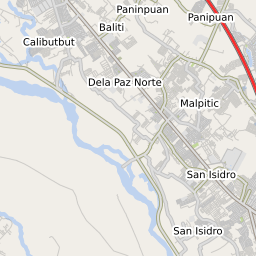 Paninpuan
Panipuan
Baliti
Calibutbut
Dela Paz Norte
Malpitic
San Isidro
San Isidro